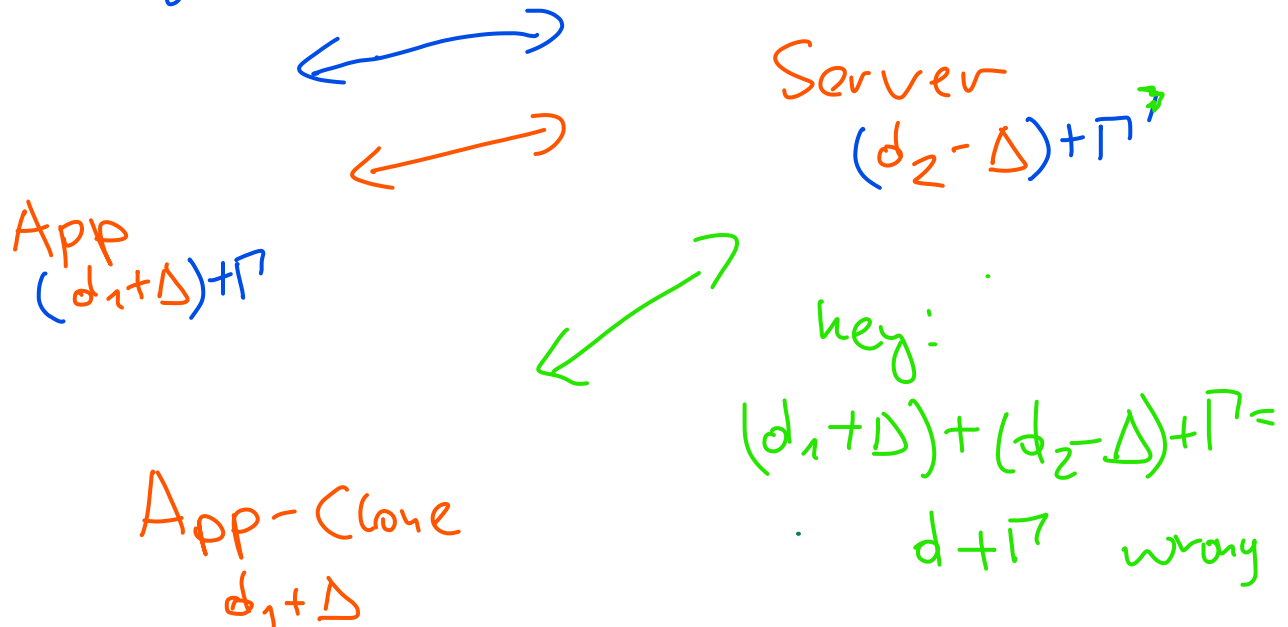 Server
(d₂-Δ)+Γ
App
(d₁+Δ)+Γ
key:
(d₁+Δ)+(d₂-Δ)+Γ=
d+Γ wrong
App-Clone
d₁+Δ